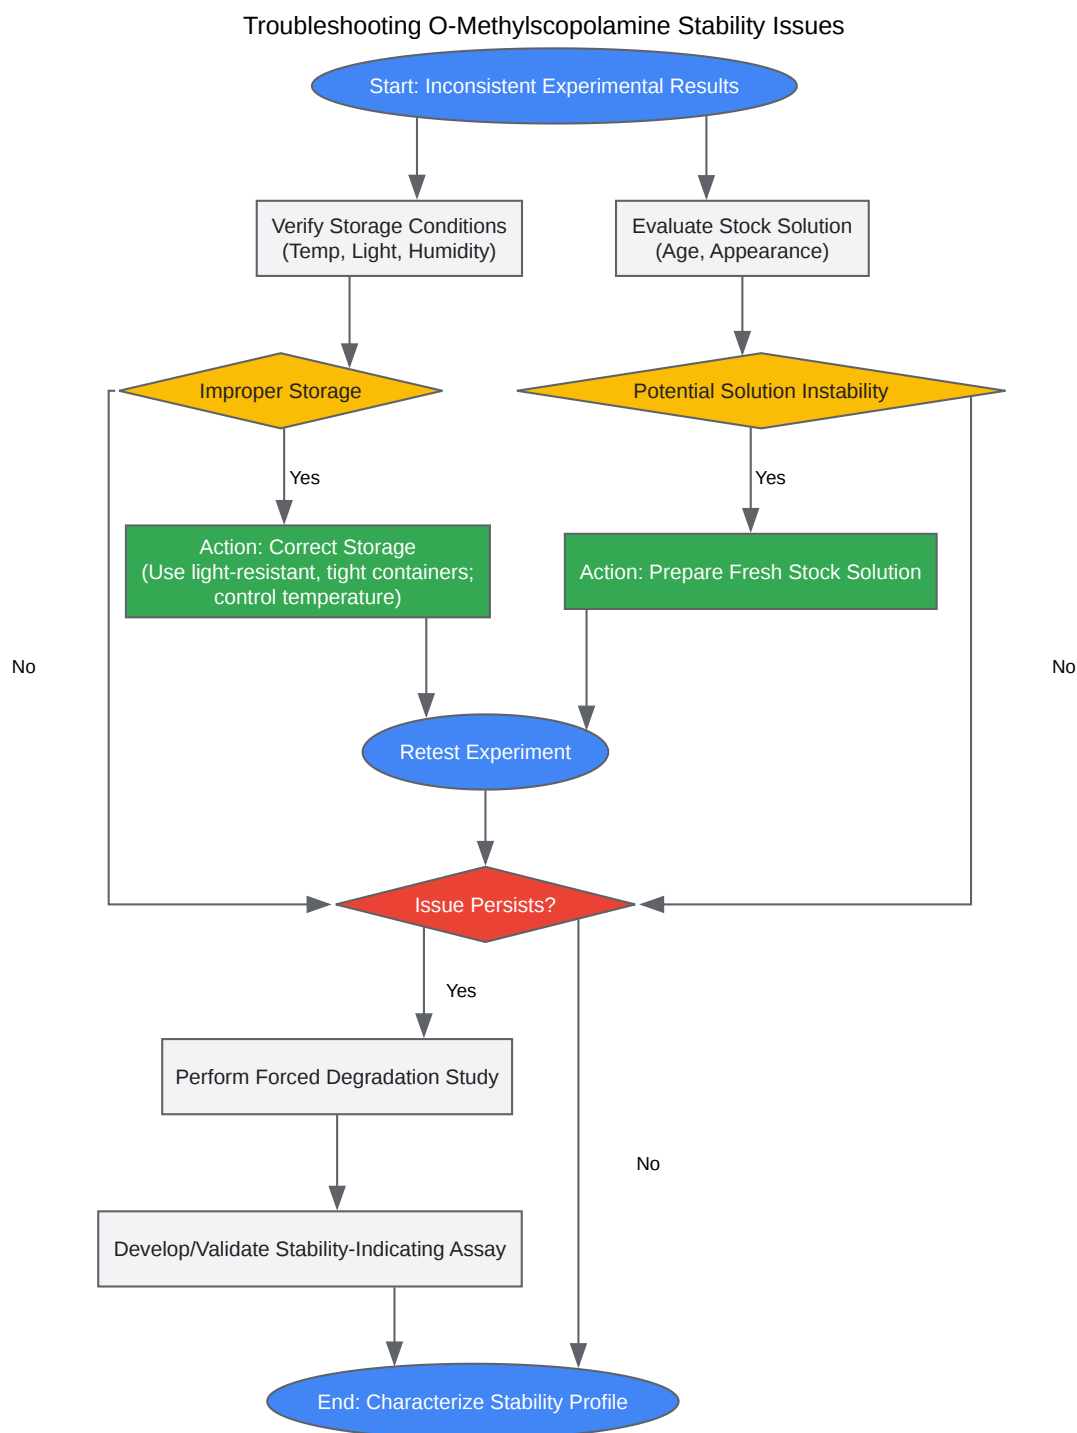 Troubleshooting O-Methylscopolamine Stability Issues
Start: Inconsistent Experimental Results
Verify Storage Conditions
(Temp, Light, Humidity)
Evaluate Stock Solution
(Age, Appearance)
Improper Storage
Potential Solution Instability
Yes
Yes
Action: Correct Storage
(Use light-resistant, tight containers;
control temperature)
Action: Prepare Fresh Stock Solution
No
No
Retest Experiment
Issue Persists?
Yes
Perform Forced Degradation Study
No
Develop/Validate Stability-Indicating Assay
End: Characterize Stability Profile